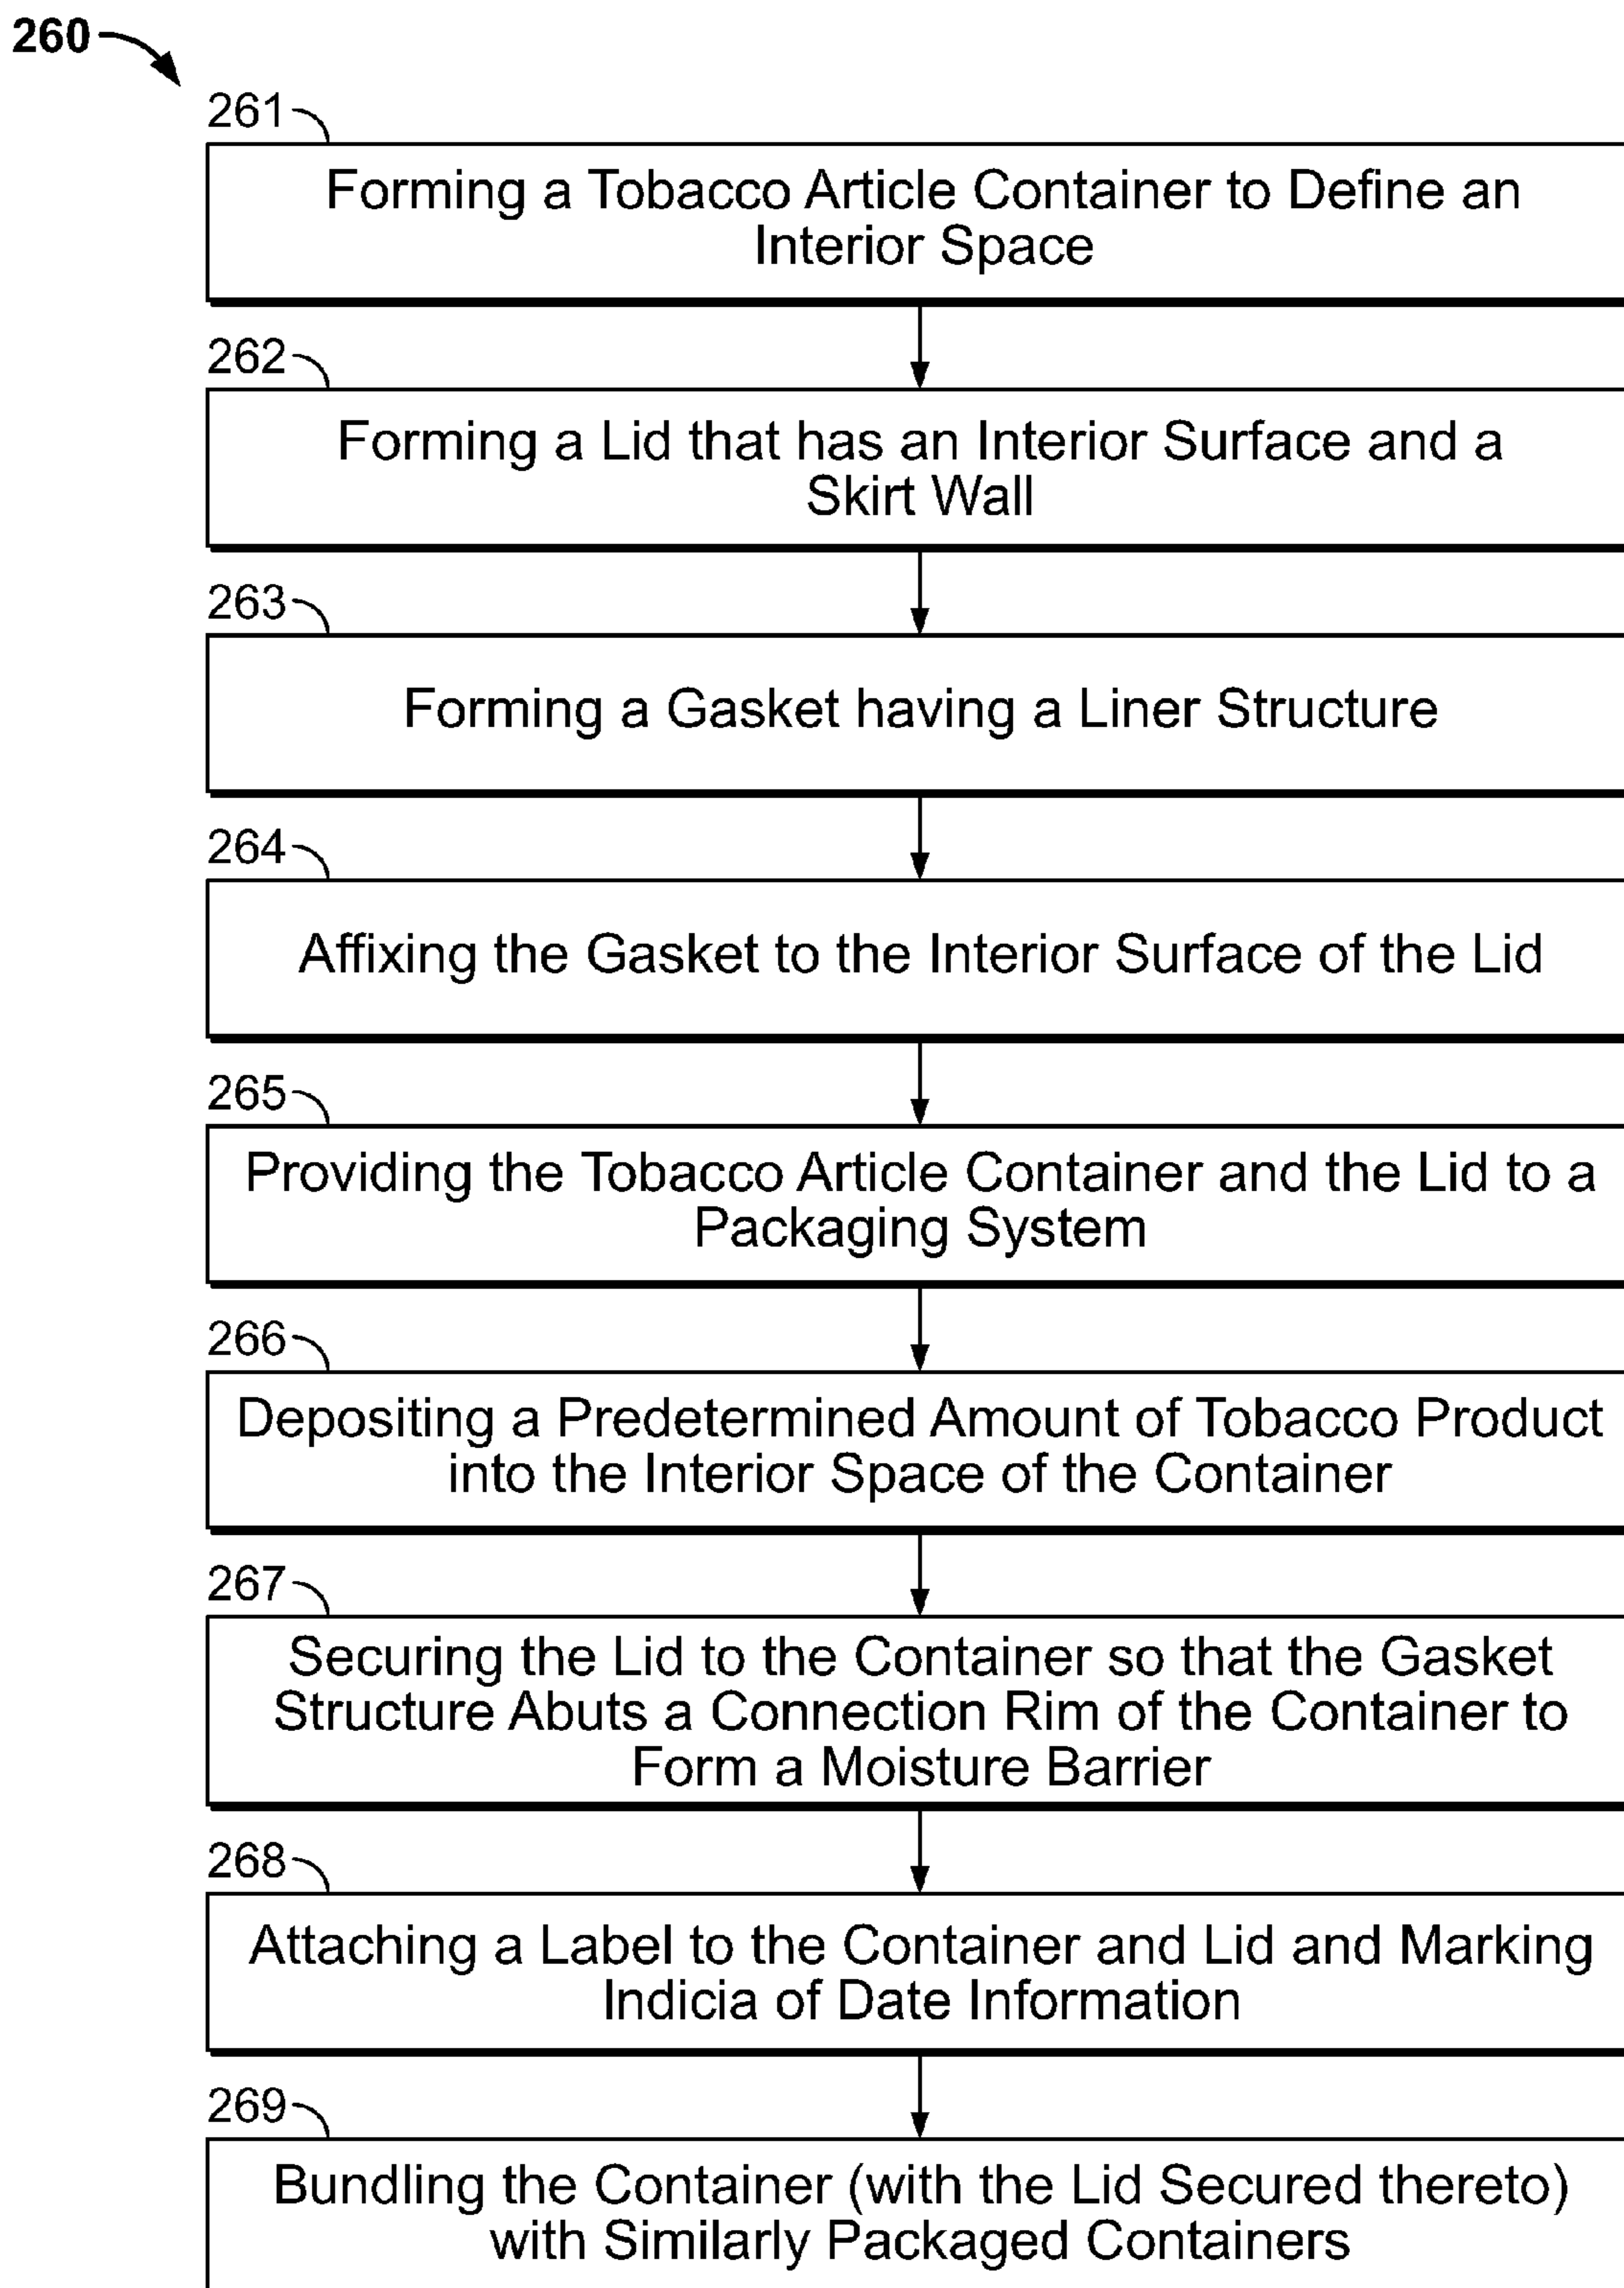 260
261
Forming a Tobacco Article Container to Define an
Interior Space
262
Forming a Lid that has an Interior Surface and a
Skirt Wall
263
Forming a Gasket having a Liner Structure
264
Affixing the Gasket to the Interior Surface of the Lid
265
Providing the Tobacco Article Container and the Lid to a
Packaging System
266
Depositing a Predetermined Amount of Tobacco Product
into the Interior Space of the Container
267
Securing the Lid to the Container so that the Gasket
Structure Abuts a Connection Rim of the Container to
Form a Moisture Barrier
268
Attaching a Label to the Container and Lid and Marking
Indicia of Date Information
269
Bundling the Container (with the Lid Secured thereto)
with Similarly Packaged Containers